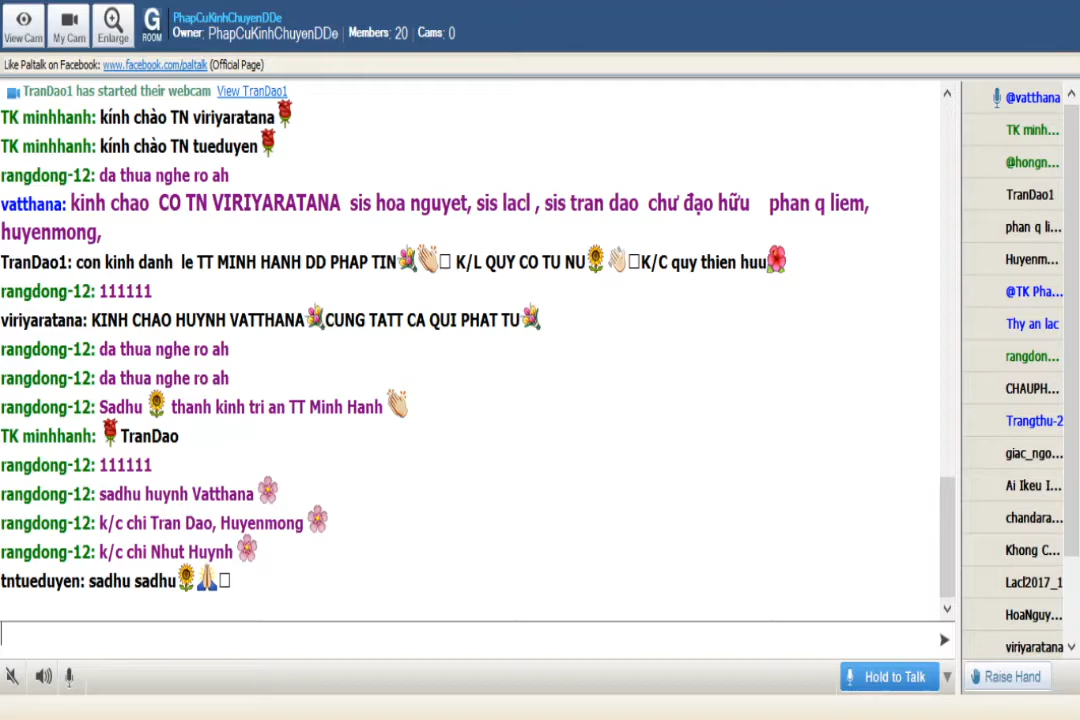 PhapCuKinhChuyenDDe
View Cam My Cam Enlarge G ROOM Owner: PhapCuKinhChuyenDDe Members: 20 Cams: 0
Like Paltalk on Facebook: www.facebook.com/paltalk (Official Page)
TranDao1 has started their webcam View TranDao1
TK minhhanh: kính chào TN viriyaratana
TK minhhanh: kính chào TN tueduyen
rangdong-12: da thua nghe ro ah
vatthana: kinh chao CO TN VIRIYARATANA sis hoa nguyet, sis lacl , sis tran dao chư đạo hữu phan q liem,
huyenmong,
TranDao1: con kinh danh le TT MINH HANH DD PHAP TIN K/L QUY CO TU NU K/C quy thien huu
rangdong-12: 111111
viriyaratana: KINH CHAO HUYNH VATTHANA CUNG TATT CA QUI PHAT TU
rangdong-12: da thua nghe ro ah
rangdong-12: da thua nghe ro ah
rangdong-12: Sadhu thanh kinh tri an TT Minh Hanh
TK minhhanh: TranDao
rangdong-12: 111111
rangdong-12: sadhu huynh Vatthana
rangdong-12: k/c chi Tran Dao, Huyenmong
rangdong-12: k/c chi Nhut Huynh
tntueduyen: sadhu sadhu
@vatthana
TK minh...
@hongn...
TranDao1
phan q li...
Huyenm...
@TK Pha...
Thy an lac
rangdon...
CHAUPH...
Trangthu-2
giac_ngo...
Ai Ikeu I...
chandara...
Khong C...
Lacl2017_1
HoaNguy...
viriyaratana
Hold to Talk
Raise Hand